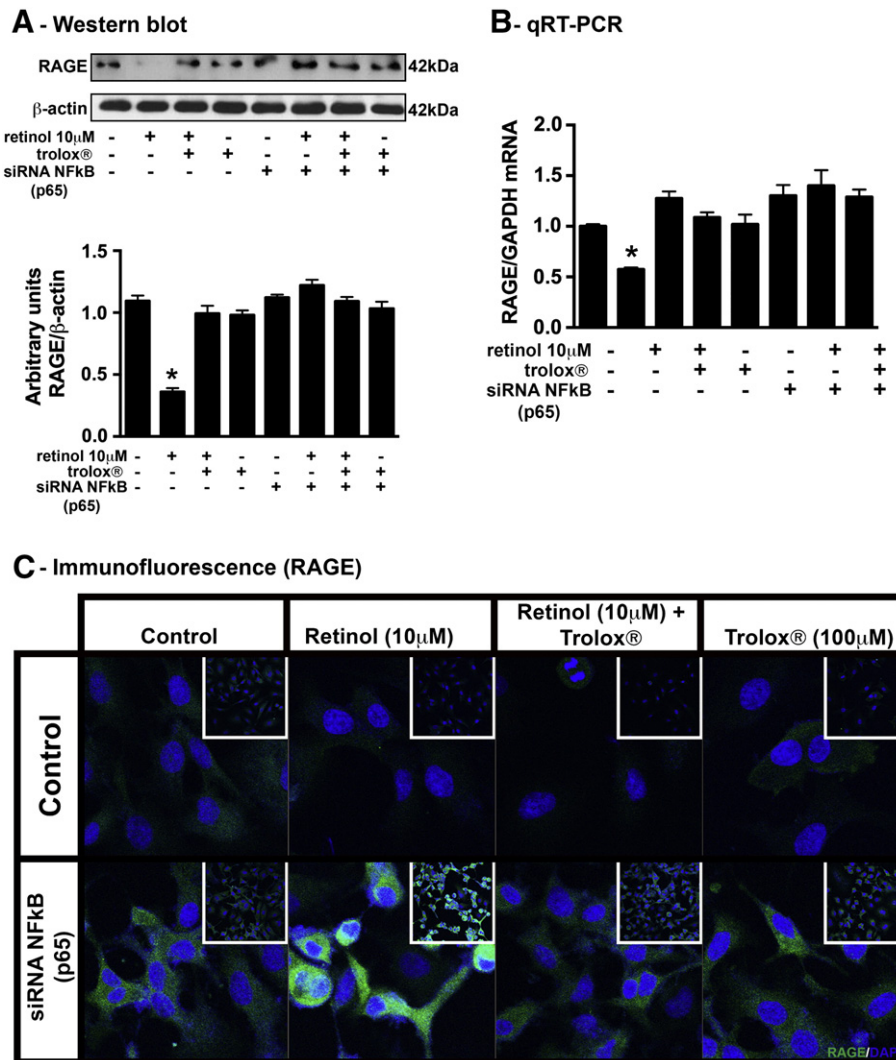 A - Western blot
RAGE
42kDa
β-actin
42kDa
retinol 10µM - + + - - + + -
trolox® - - + + - - + +
siRNA NFkB - - - - + + + +
(p65)
Arbitrary units
RAGE/β-actin
1.5
1.0
0.5
0.0
*
retinol 10µM - + + - - + + -
trolox® - - + + - - + +
siRNA NFkB - - - - + + + +
(p65)
B - qRT-PCR
RAGE/GAPDH mRNA
2.0
1.5
1.0
0.5
0.0
*
retinol 10µM - + + - - + +
trolox® - - + + - - +
siRNA NFkB - - - - + + +
(p65)
C - Immunofluorescence (RAGE)
Control
Retinol (10µM)
Retinol (10µM) +
Trolox®
Trolox® (100µM)
Control
siRNA NFkB
(p65)
RAGE/